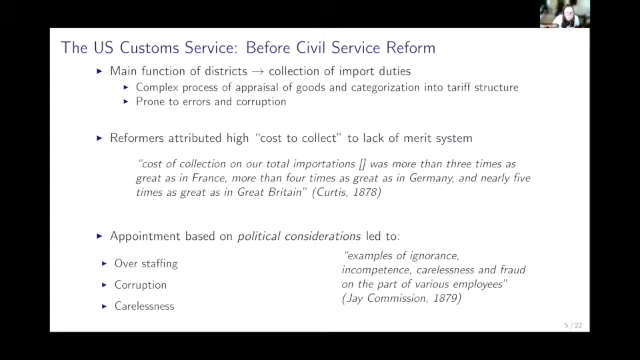 The US Customs Service: Before Civil Service Reform
▶ Main function of districts → collection of import duties
▶ Complex process of appraisal of goods and categorization into tariff structure
▶ Prone to errors and corruption
▶ Reformers attributed high "cost to collect" to lack of merit system
"cost of collection on our total importations [] was more than three times as
great as in France, more than four times as great as in Germany, and nearly five
times as great as in Great Britain" (Curtis, 1878)
▶ Appointment based on political considerations led to:
▶ Over staffing
▶ Corruption
▶ Carelessness
"examples of ignorance,
incompetence, carelessness and fraud
on the part of various employees"
(Jay Commission, 1879)
5 / 22